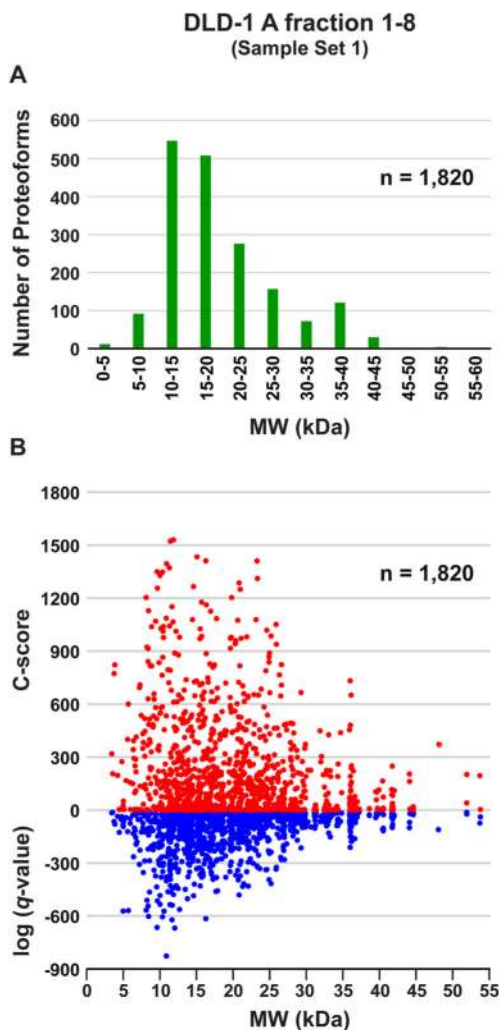 DLD-1 A fraction 1-8
(Sample Set 1)
A
Number of Proteoforms
600
500
400
300
200
100
0
n = 1,820
0-5
5-10
10-15
15-20
20-25
25-30
30-35
35-40
40-45
45-50
50-55
55-60
MW (kDa)
B
C-score
log (q-value)
1800
1500
1200
900
600
300
0
-300
-600
-900
n = 1,820
0 5 10 15 20 25 30 35 40 45 50 55
MW (kDa)